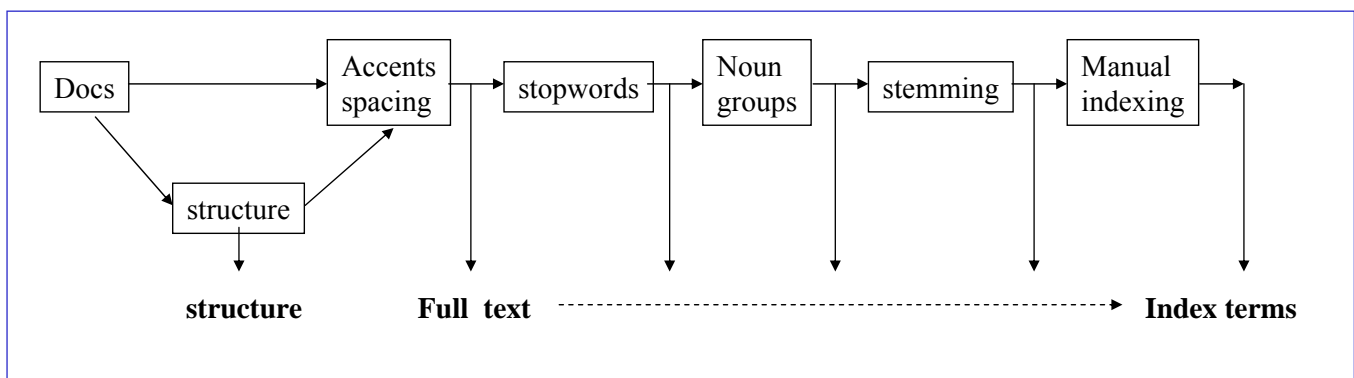 Docs
Accents
spacing
stopwords
Noun
groups
stemming
Manual
indexing
structure
structure
Full text
Index terms